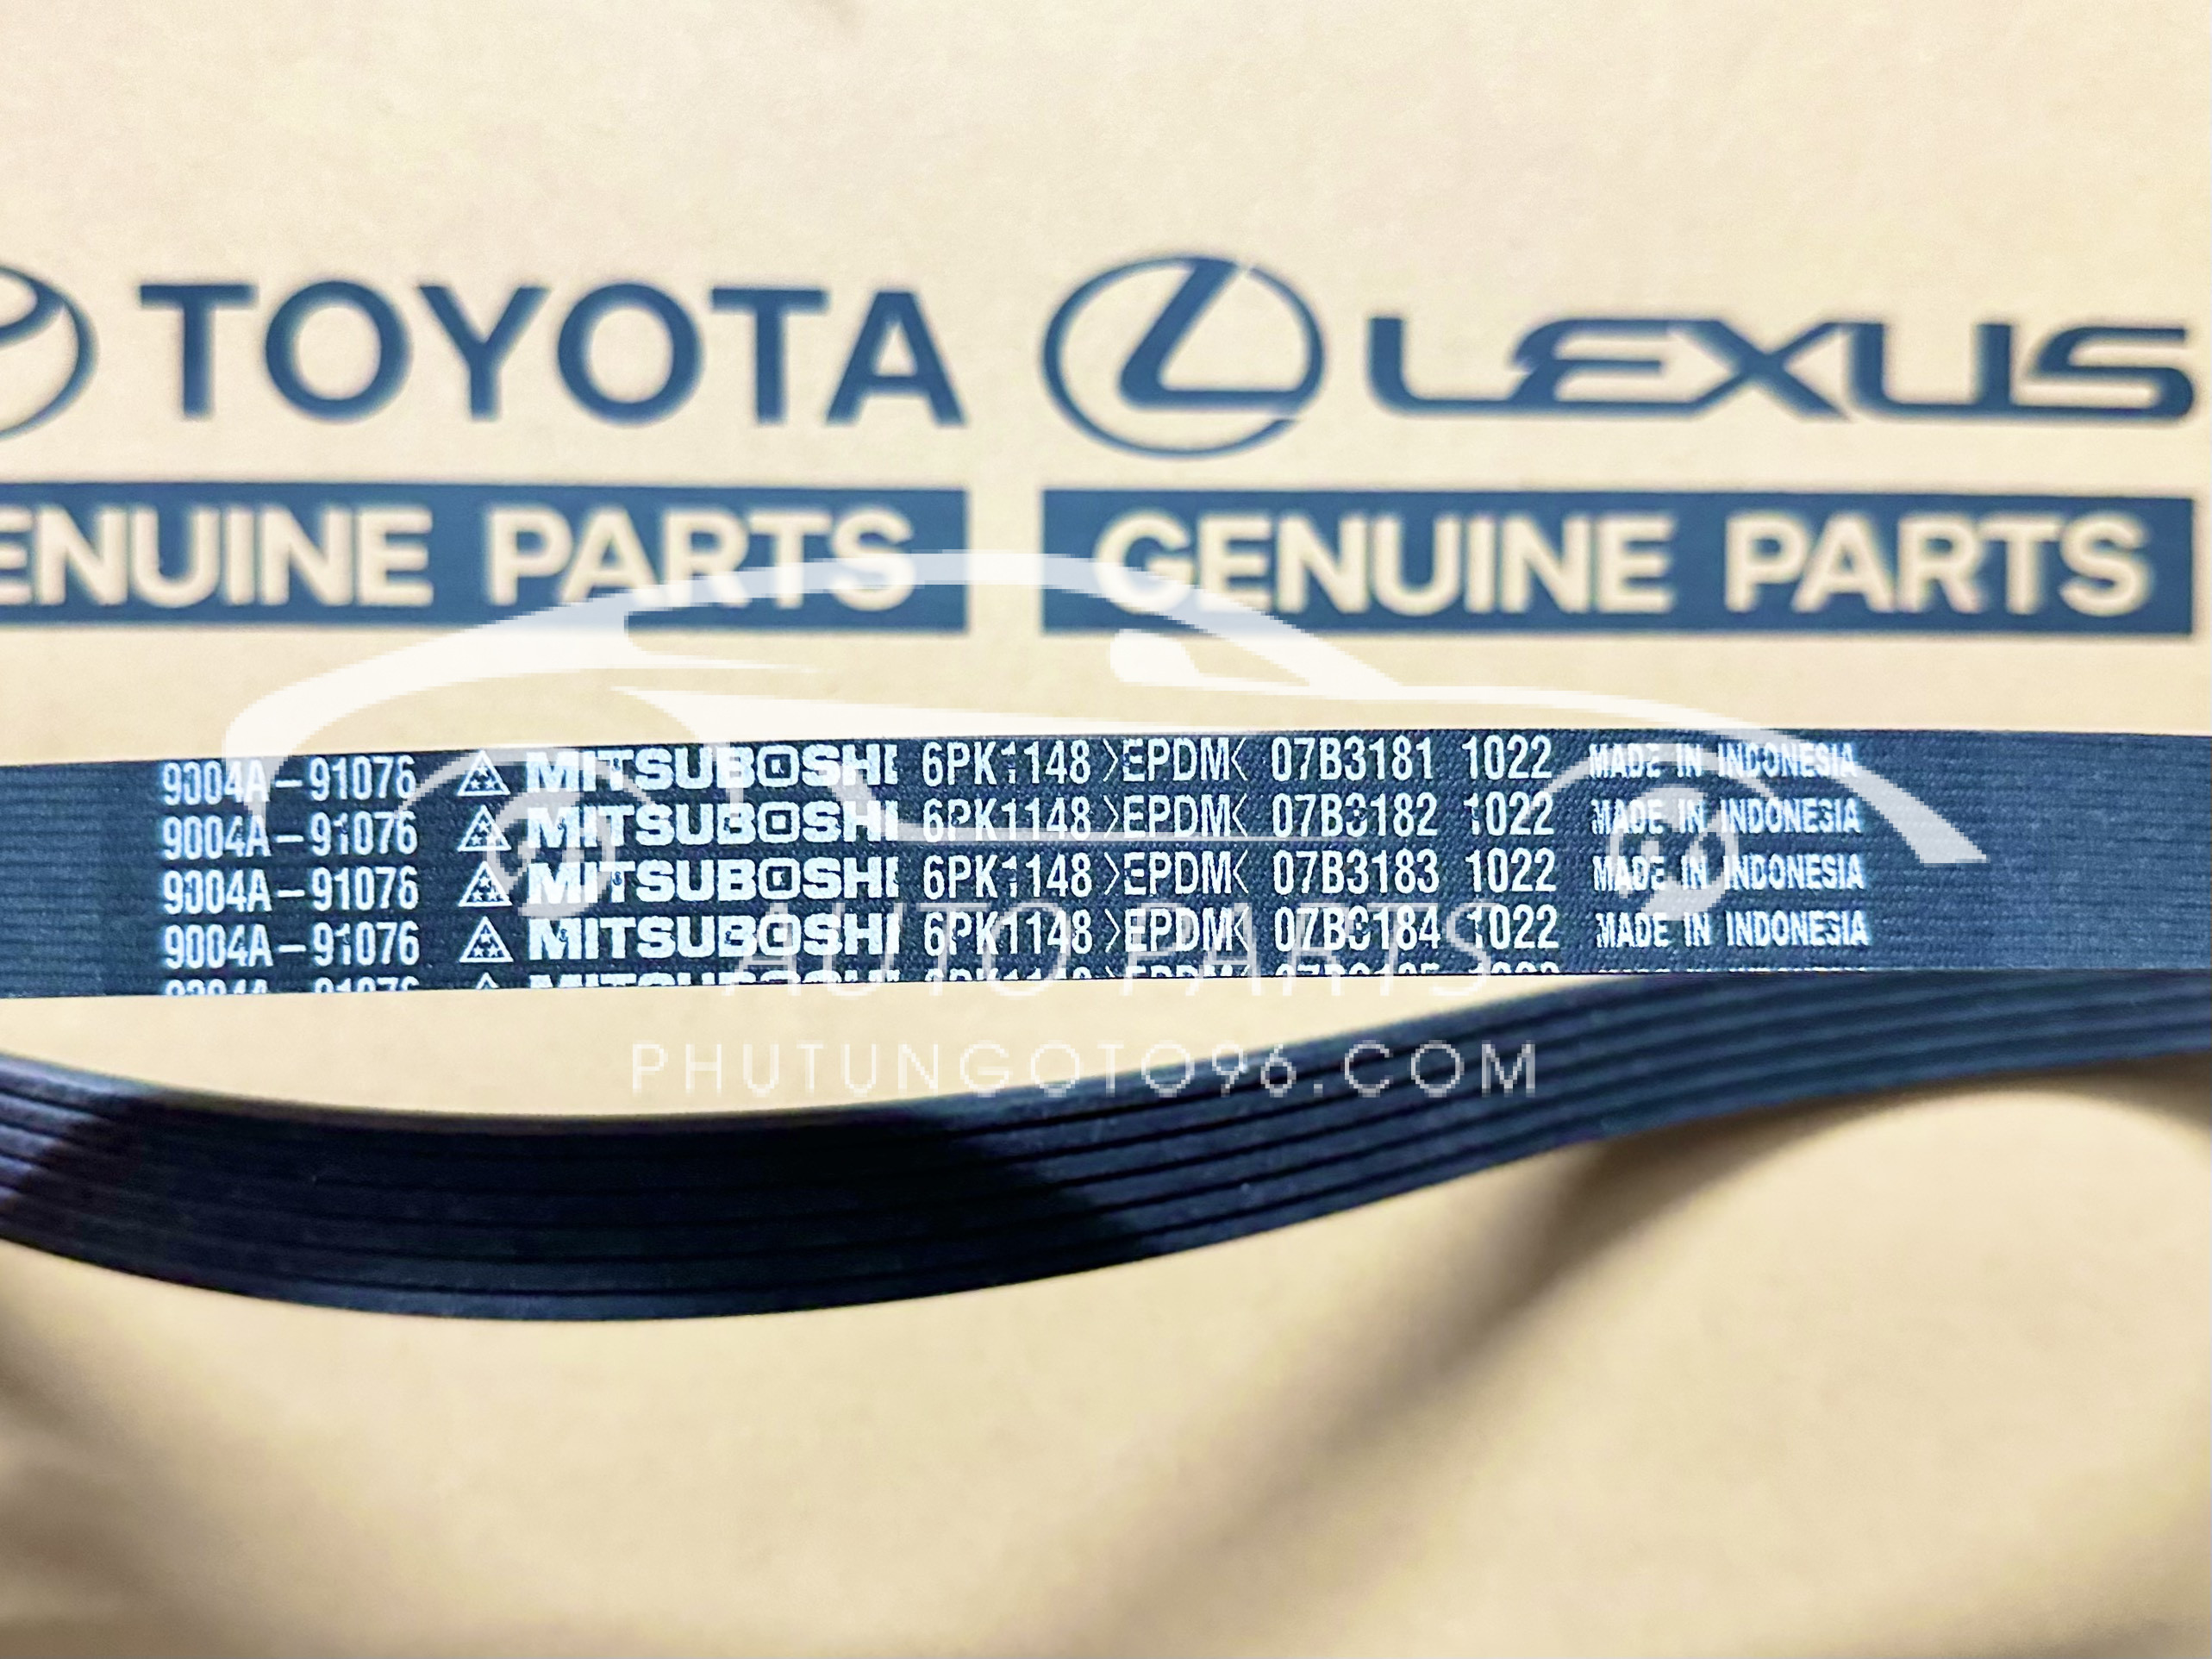 TOYOTA LEXUS
ENUINE PARTS GENUINE PARTS
9004A-91076 MITSUBOSHI 6PK1148 >EPDM< 07B3181 1022 MADE IN INDONESIA
9004A-91076 MITSUBOSHI 6PK1148 >EPDM< 07B3182 1022 MADE IN INDONESIA
9004A-91076 MITSUBOSHI 6PK1148 >EPDM< 07B3183 1022 MADE IN INDONESIA
9004A-91076 MITSUBOSHI 6PK1148 >EPDM< 07B3184 1022 MADE IN INDONESIA
AUTO PARTS
PHUTUNGOTO96.COM